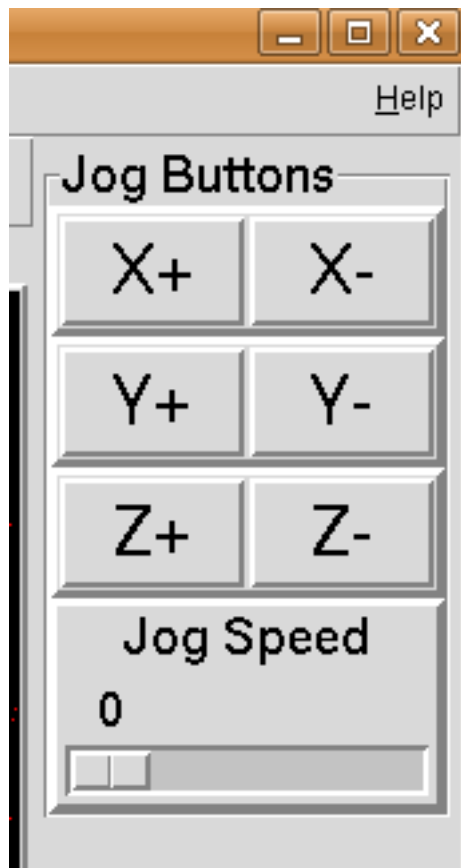 Help
Jog Buttons
X+ X-
Y+ Y-
Z+ Z-
Jog Speed
0